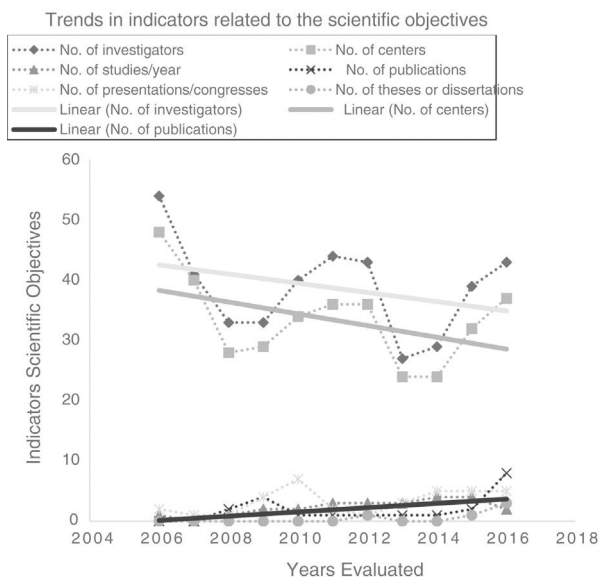 Trends in indicators related to the scientific objectives
No. of investigators No. of centers
No. of studies/year No. of publications
No. of presentations/congresses No. of theses or dissertations
Linear (No. of investigators) Linear (No. of centers)
Linear (No. of publications)
60
50
40
30
20
10
0
Indicators Scientific Objectives
2004 2006 2008 2010 2012 2014 2016 2018
Years Evaluated